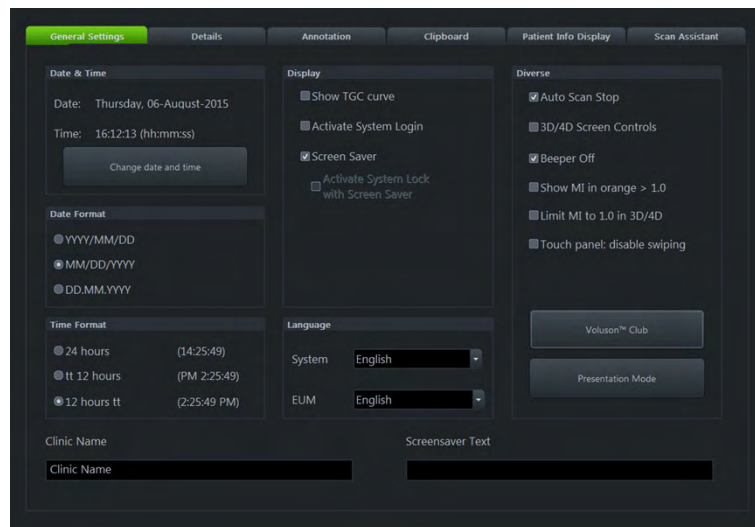 General Settings
Details
Annotation
Clipboard
Patient Info Display
Scan Assistant
Date & Time
Date: Thursday, 06-August-2015
Time: 16:12:13 (hh:mm:ss)
Change date and time
Date Format
YYYY/MM/DD
MM/DD/YYYY
DD.MM.YYYY
Time Format
24 hours (14:25:49)
tt 12 hours (PM 2:25:49)
12 hours tt (2:25:49 PM)
Display
Show TGC curve
Activate System Login
Screen Saver
Activate System Lock
with Screen Saver
Language
System English
EUM English
Diverse
Auto Scan Stop
3D/4D Screen Controls
Beeper Off
Show MI in orange > 1.0
Limit MI to 1.0 in 3D/4D
Touch panel: disable swiping
Voluson™ Club
Presentation Mode
Clinic Name
Clinic Name
Screensaver Text